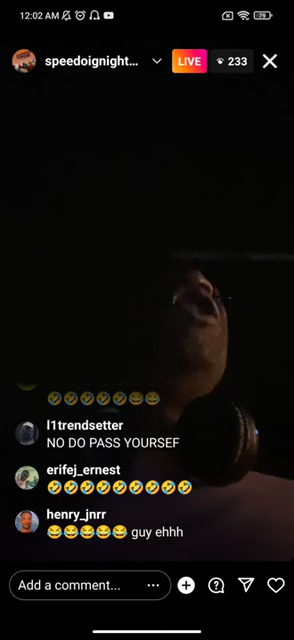 12:02 AM
79
speedoignight...
LIVE
233
🤣🤣🤣🤣🤣😂😂
l1trendsetter
NO DO PASS YOURSEF
erifej_ernest
🤣🤣🤣🤣🤣🤣🤣🤣🤣
henry_jnrr
😂😂😂😂😂 guy ehhh
Add a comment...